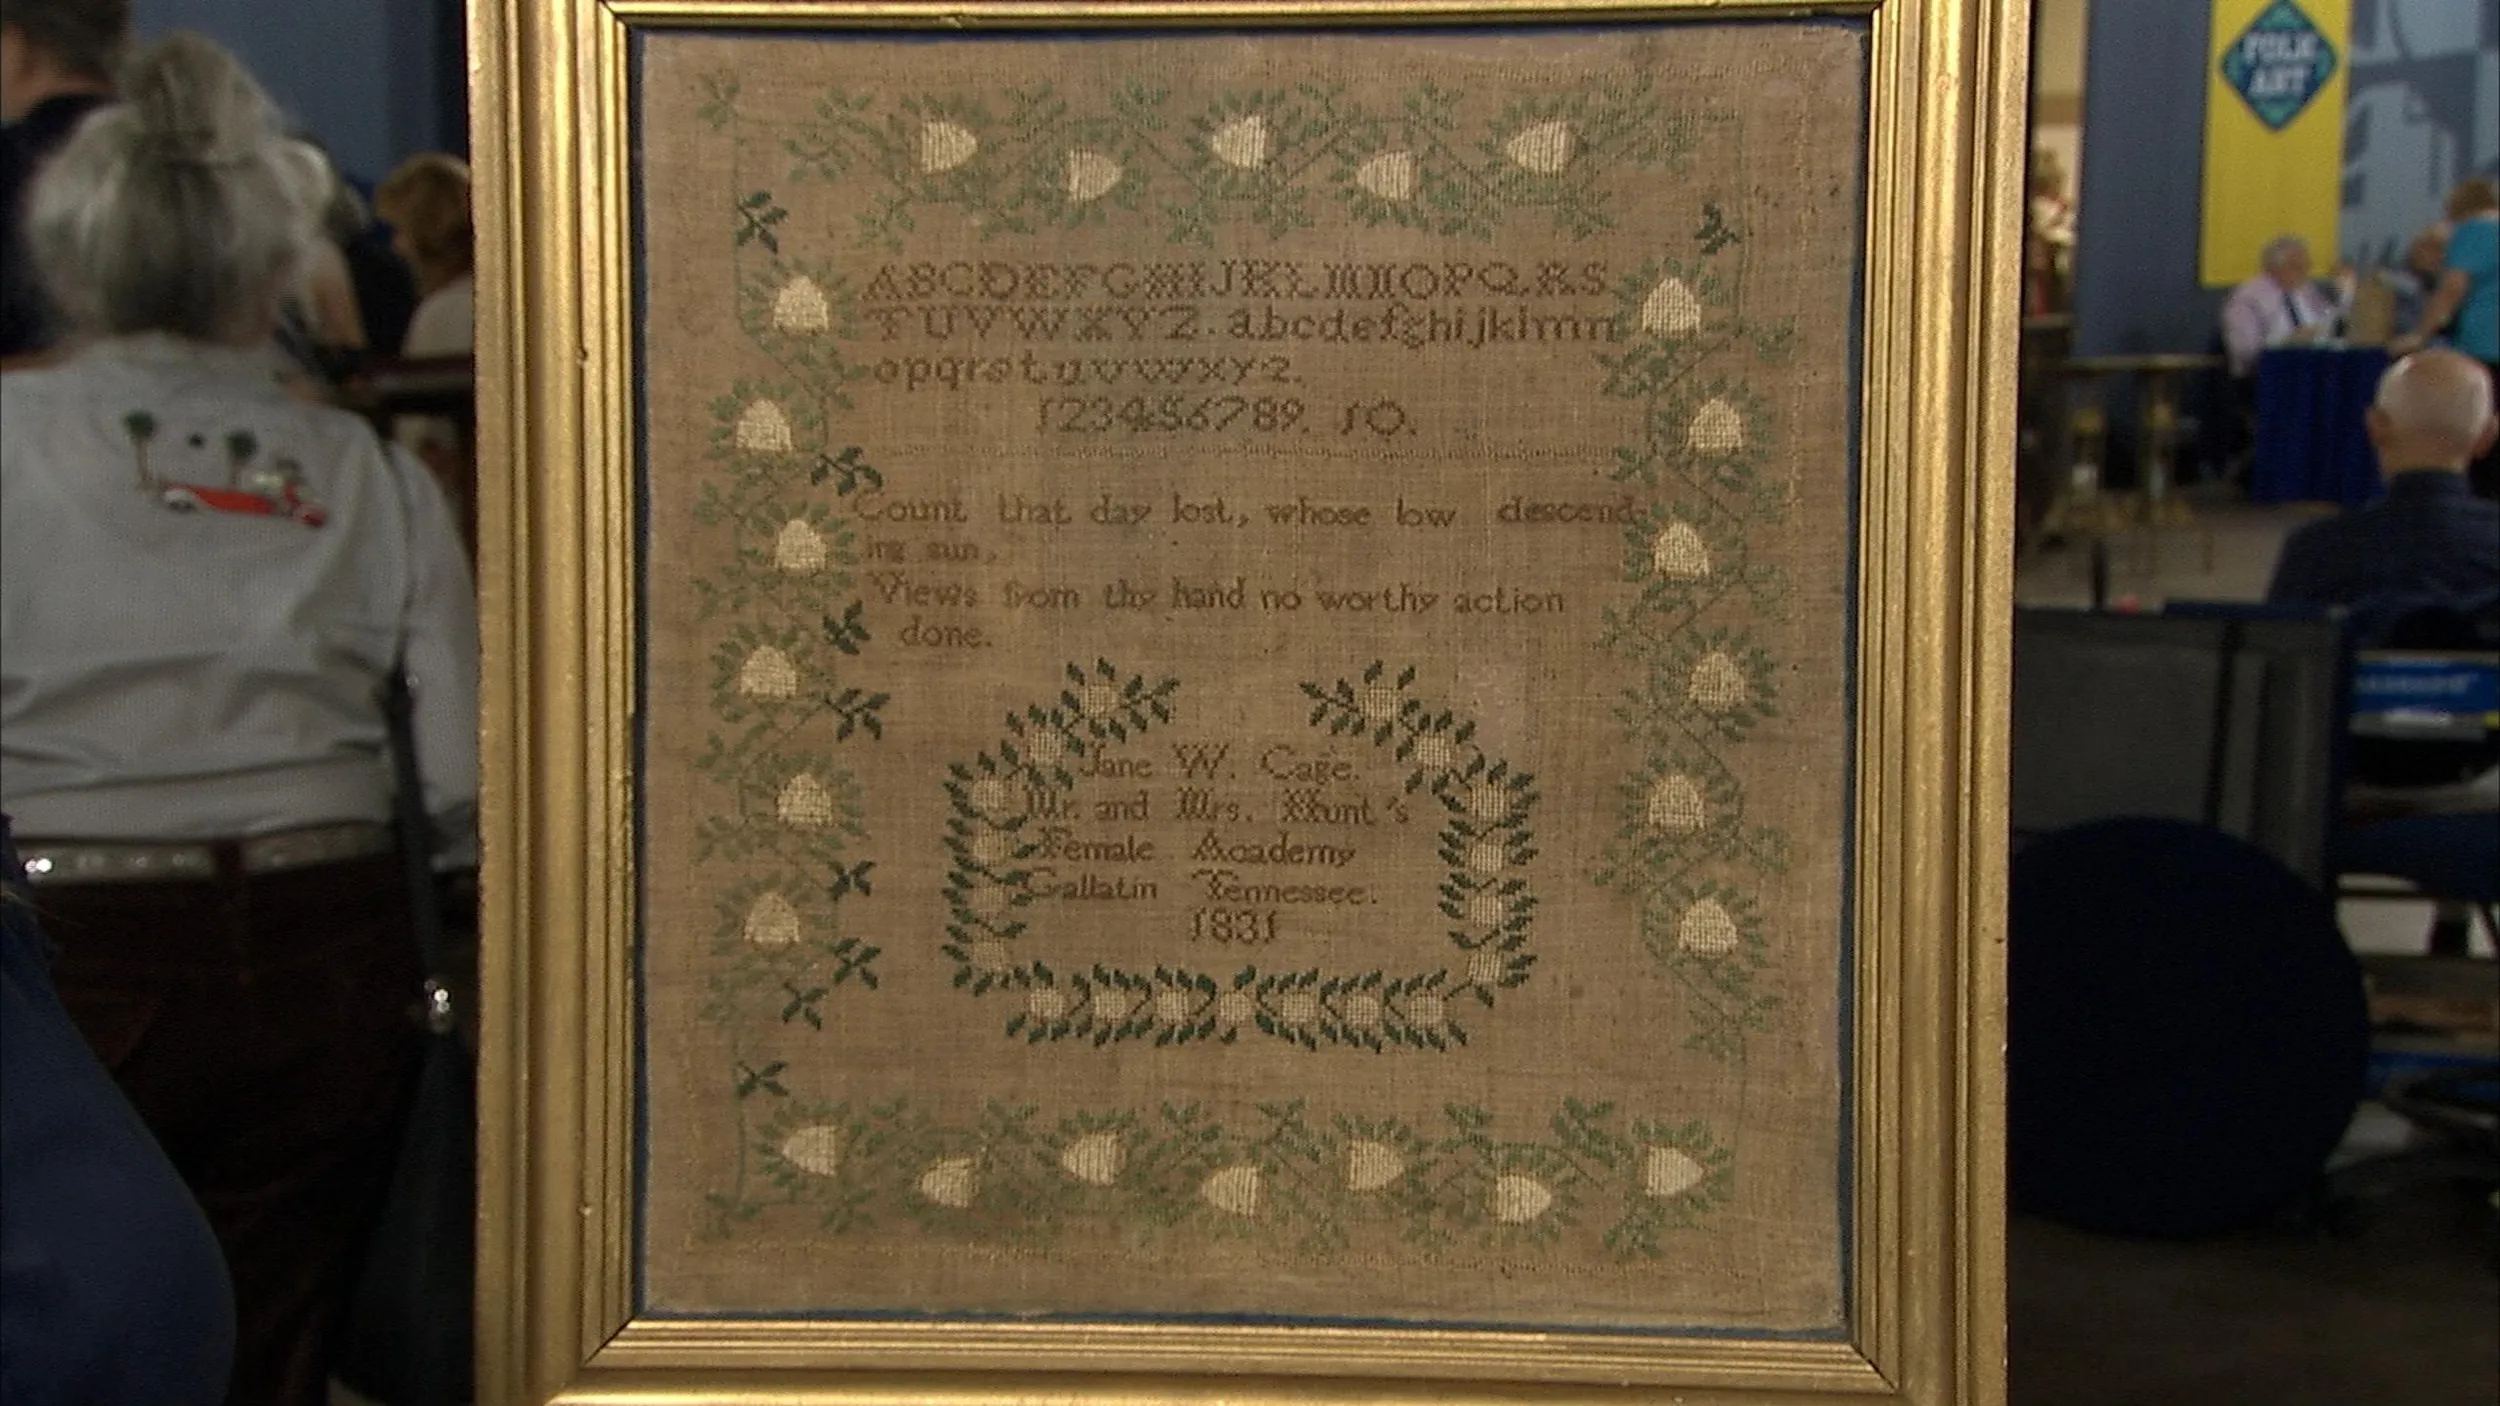 FOLK
ART
ABCDEFGHIJKLMNOPQRS
TUVWXYZ. abcdefghijklmn
opqrstuvwxyz.
123456789. 10.
Count that day lost, whose low descend-
ing sun,
Views from thy hand no worthy action
done.
Jane W. Cage.
Mr. and Mrs. Hunt's
Female Academy
Gallatin Tennessee.
1831